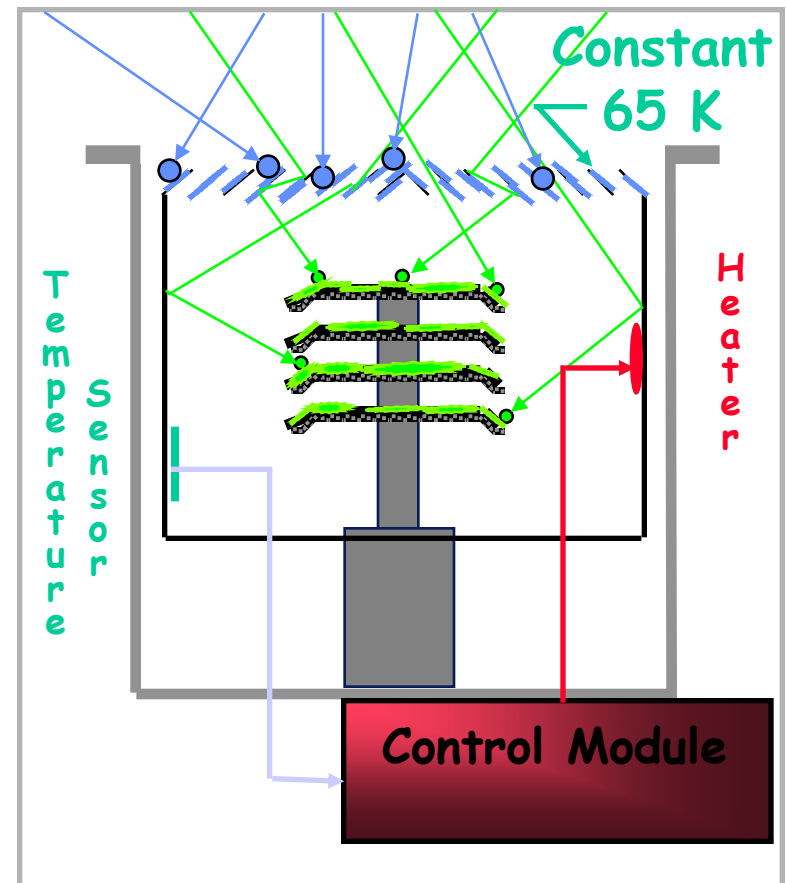 Constant
65 K
Temperature
Sensor
Heater
Control Module